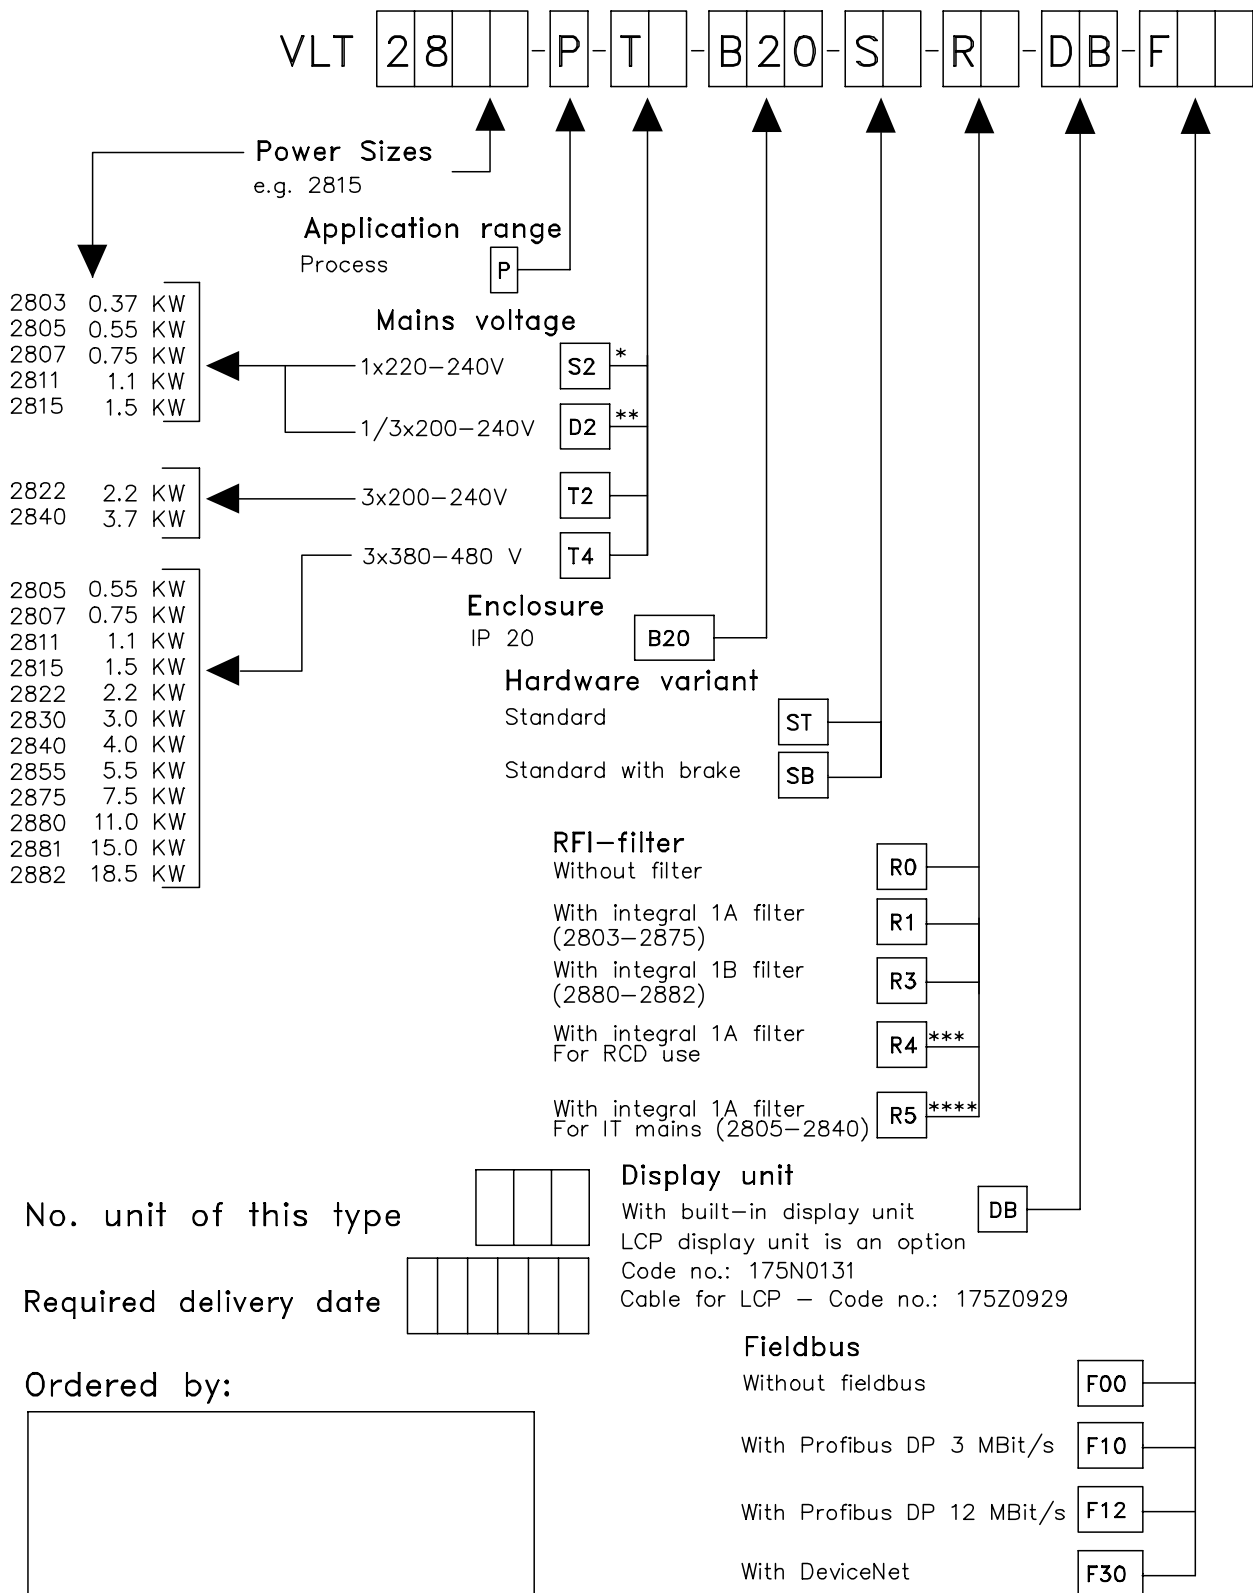 VLT 28 -P-T -B20-S -R -DB-F
Power Sizes
e.g. 2815
Application range
Process P
2803 0.37 KW
2805 0.55 KW
2807 0.75 KW
2811 1.1 KW
2815 1.5 KW
Mains voltage
1x220-240V S2 *
1/3x200-240V D2 **
2822 2.2 KW
2840 3.7 KW
3x200-240V T2
3x380-480 V T4
2805 0.55 KW
2807 0.75 KW
2811 1.1 KW
2815 1.5 KW
2822 2.2 KW
2830 3.0 KW
2840 4.0 KW
2855 5.5 KW
2875 7.5 KW
2880 11.0 KW
2881 15.0 KW
2882 18.5 KW
Enclosure
IP 20 B20
Hardware variant
Standard ST
Standard with brake SB
RFI-filter
Without filter R0
With integral 1A filter
(2803-2875) R1
With integral 1B filter
(2880-2882) R3
With integral 1A filter
For RCD use R4 ***
With integral 1A filter
For IT mains (2805-2840) R5 ****
Display unit
With built-in display unit DB
LCP display unit is an option
Code no.: 175N0131
Cable for LCP - Code no.: 175Z0929
No. unit of this type
Required delivery date
Ordered by:
Fieldbus
Without fieldbus F00
With Profibus DP 3 MBit/s F10
With Profibus DP 12 MBit/s F12
With DeviceNet F30